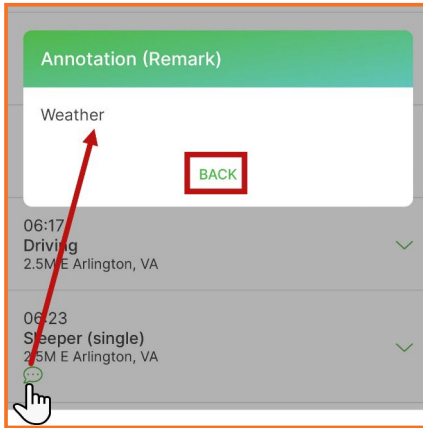 Annotation (Remark)
Weather
BACK
06:17
Driving
2.5M E Arlington, VA
06:23
Sleeper (single)
2.5M E Arlington, VA